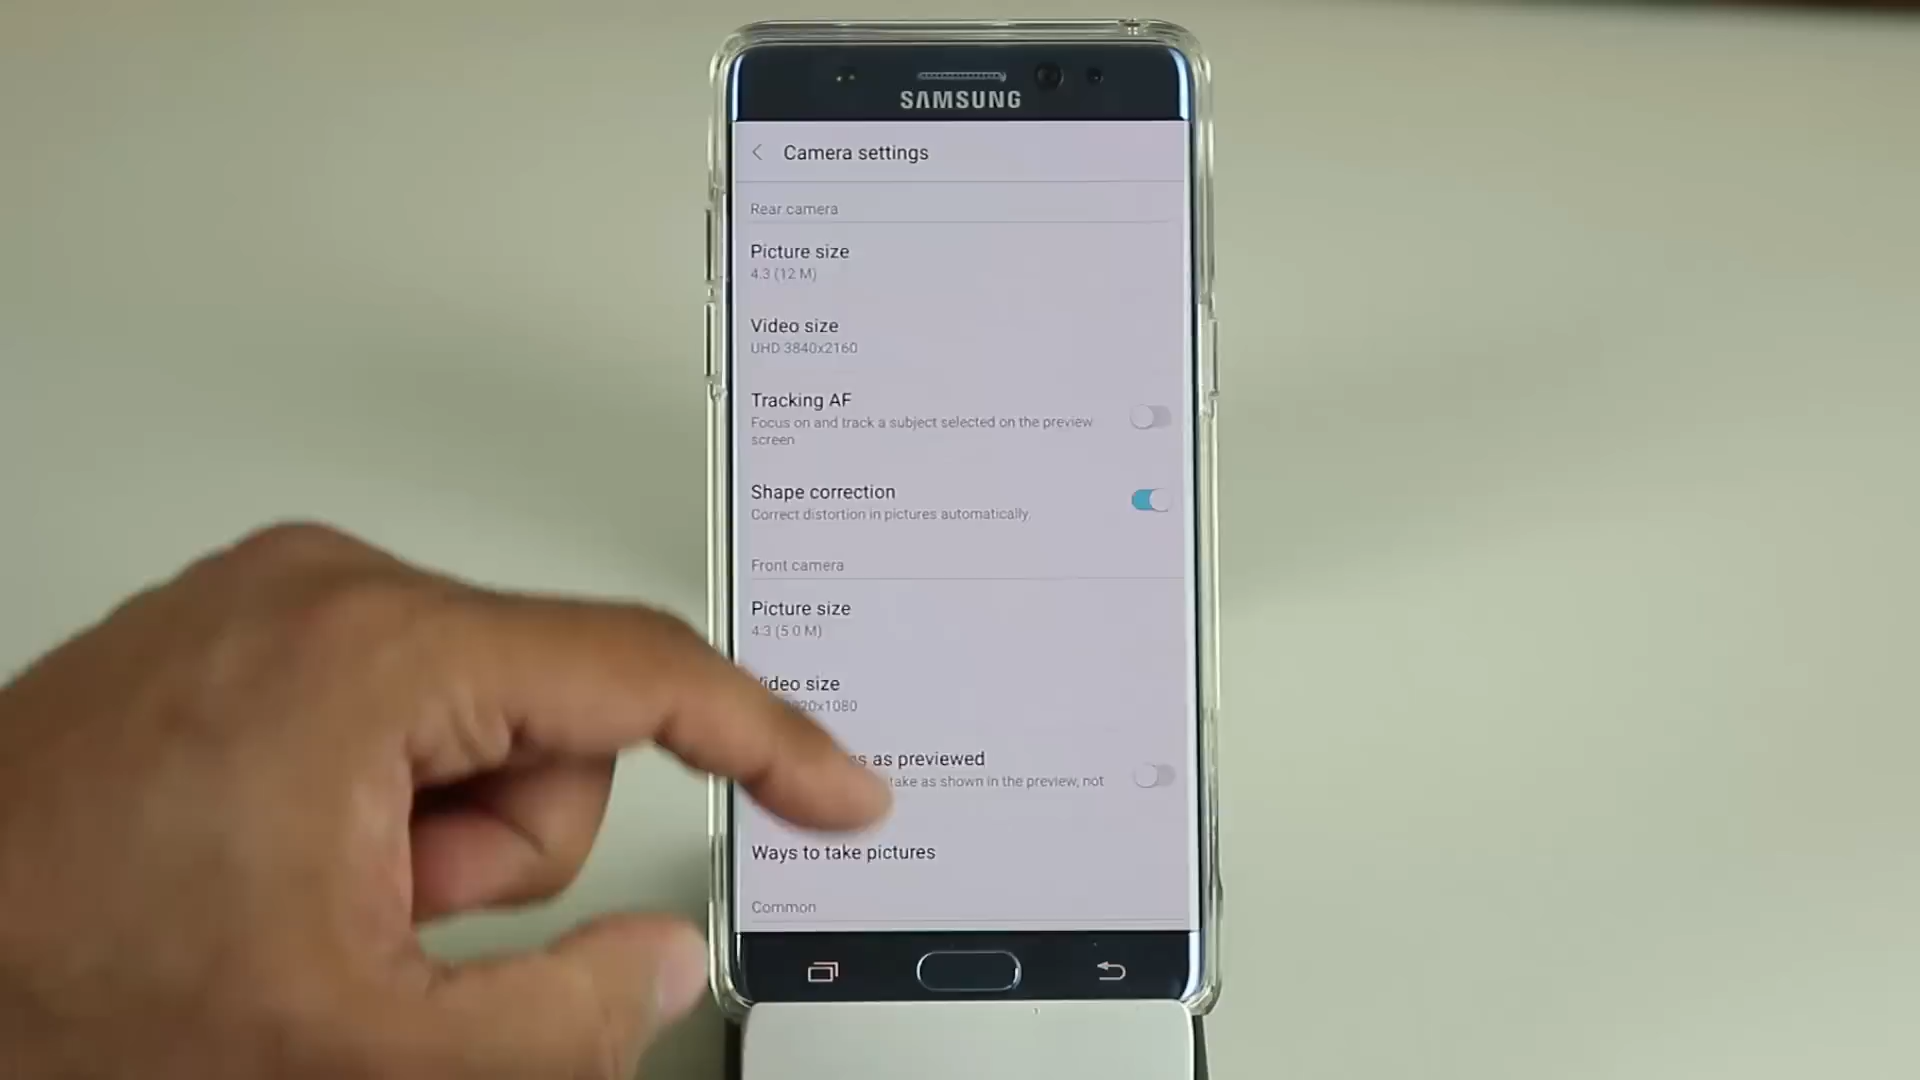 SAMSUNG
Camera settings
Rear camera
Picture size
4:3 (12 M)
Video size
UHD 3840x2160
Tracking AF
Focus on and track a subject selected on the preview
screen
Shape correction
Correct distortion in pictures automatically.
Front camera
Picture size
4:3 (5.0 M)
Video size
20x1080
as previewed
take as shown in the preview, not
Ways to take pictures
Common